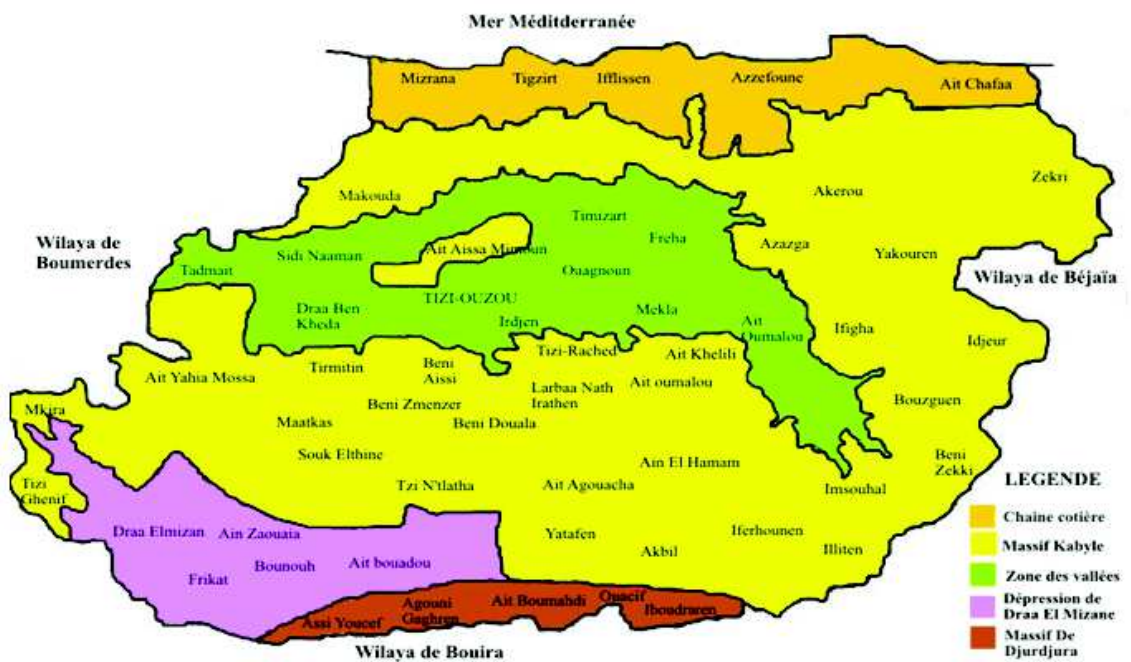 Mer Méditderranée
Mizrana
Tigzirt
Ifflissen
Azzefoune
Ait Chafaa
Zekri
Akerou
Makouda
Timizart
Freha
Azazga
Yakouren
Wilaya de
Boumerdes
Sidi Naaman
Ait Aissa Mimoun
Tadmait
Ouagnoun
Wilaya de Béjaïa
TIZI-OUZOU
Draa Ben
Kheda
Irdjen
Mekla
Ait
Oumalou
Ifigha
Idjeur
Tizi-Rached
Ait Khelili
Tirmitin
Beni
Aissi
Ait Yahia Mossa
Larbaa Nath
Irathen
Ait oumalou
Bouzguen
Beni Zmenzer
Mkira
Maatkas
Beni Douala
Souk Elthine
Ain El Hamam
Beni
Zekki
Tizi
Ghenif
Tzi N'tlatha
Ait Agouacha
Imsouhal
Draa Elmizan
Ain Zaouaia
Yatafen
Iferhounen
Akbil
Illiten
Bounouh
Ait bouadou
Frikat
Assi Youcef
Agouni
Gaghren
Ait Boumahdi
Ouacif
Iboudraren
Wilaya de Bouira
LEGENDE
Chaine cotière
Massif Kabyle
Zone des vallées
Dépression de
Draa El Mizane
Massif De
Djurdjura